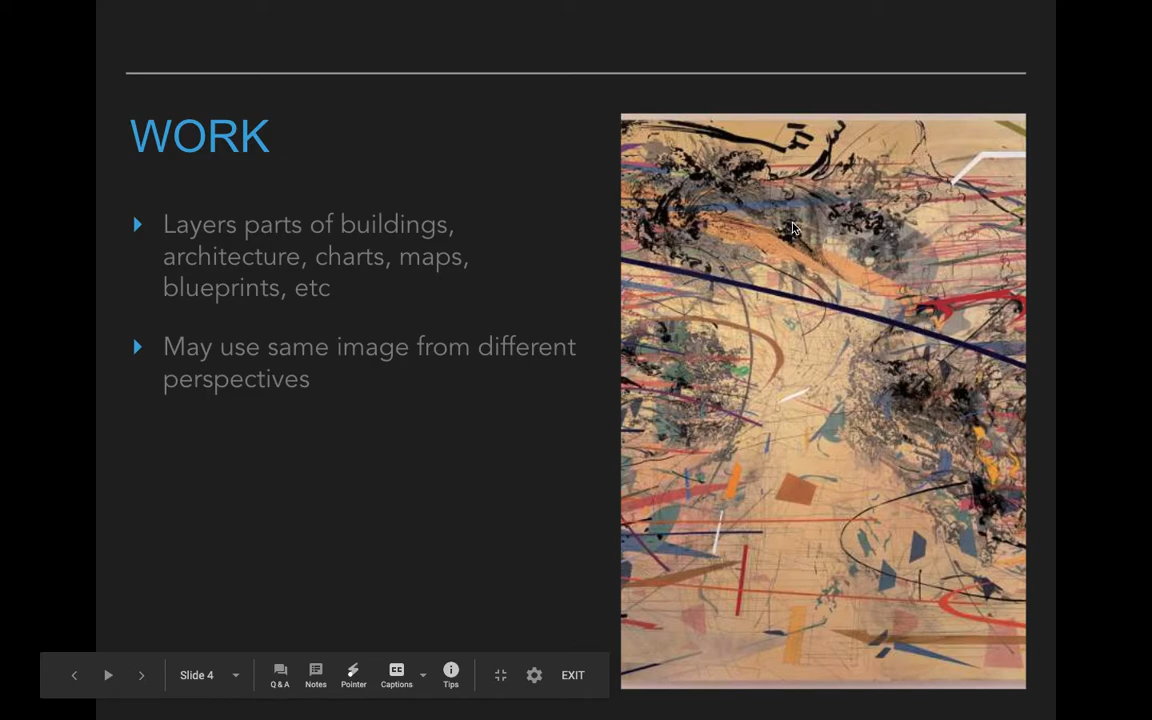 WORK
Layers parts of buildings,
architecture, charts, maps,
blueprints, etc
May use same image from different
perspectives
Slide 4
Q & A
Notes
Pointer
Captions
Tips
EXIT